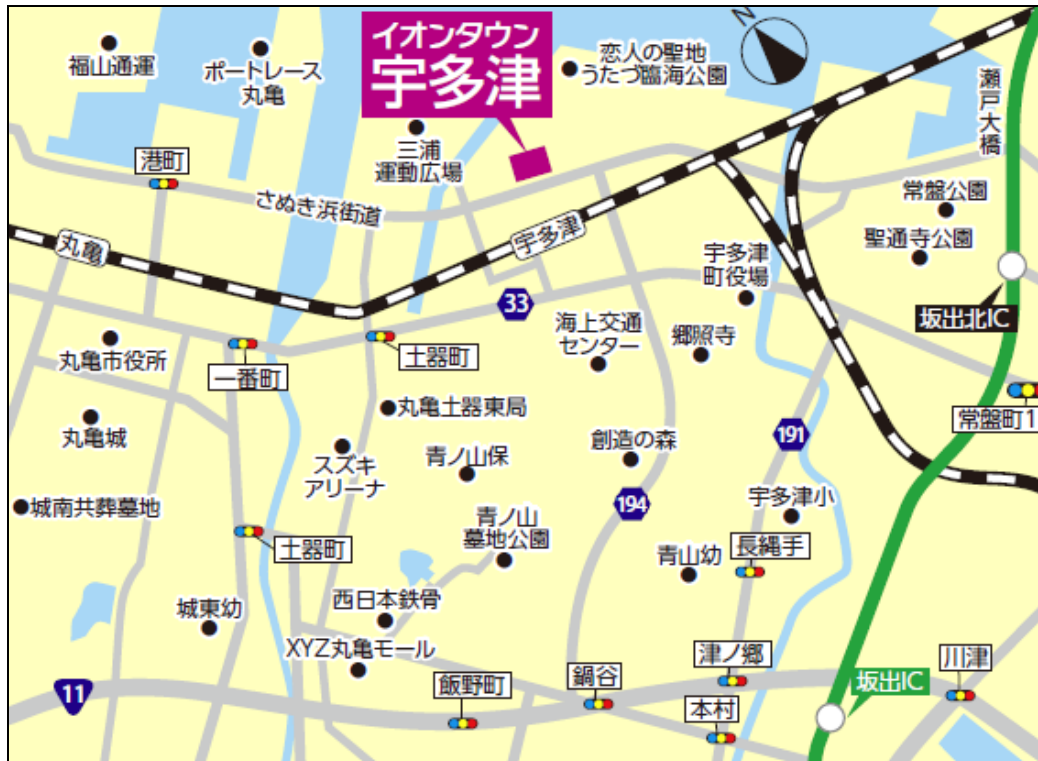 福山通運
ポートレース
丸亀
イオンタウン
宇多津
恋人の聖地
うたづ臨海公園
N
瀬戸大橋
港町
三浦
運動広場
さぬき浜街道
常盤公園
聖通寺公園
丸亀
宇多津
宇多津
町役場
33
坂出北IC
丸亀市役所
一番町
土器町
海上交通
センター
郷照寺
常盤町1
丸亀城
丸亀土器東局
191
スズキ
アリーナ
青ノ山保
創造の森
城南共葬墓地
194
宇多津小
土器町
青ノ山
墓地公園
長縄手
青山幼
城東幼
西日本鉄骨
XYZ丸亀モール
11
飯野町
鍋谷
津ノ郷
本村
坂出IC
川津